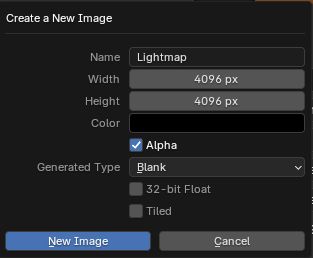 Create a New Image
Name Lightmap
Width 4096 px
Height 4096 px
Color
Alpha
Generated Type Blank
32-bit Float
Tiled
New Image Cancel